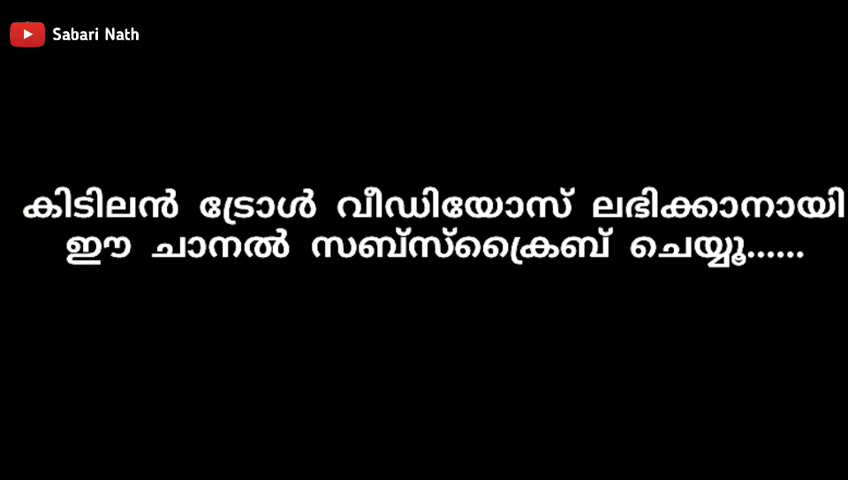 Sabari Nath
കിടിലൻ ട്രോൾ വീഡിയോസ് ലഭിക്കാനായി
ഈ ചാനൽ സബ്സ്ക്രൈബ് ചെയ്യൂ......